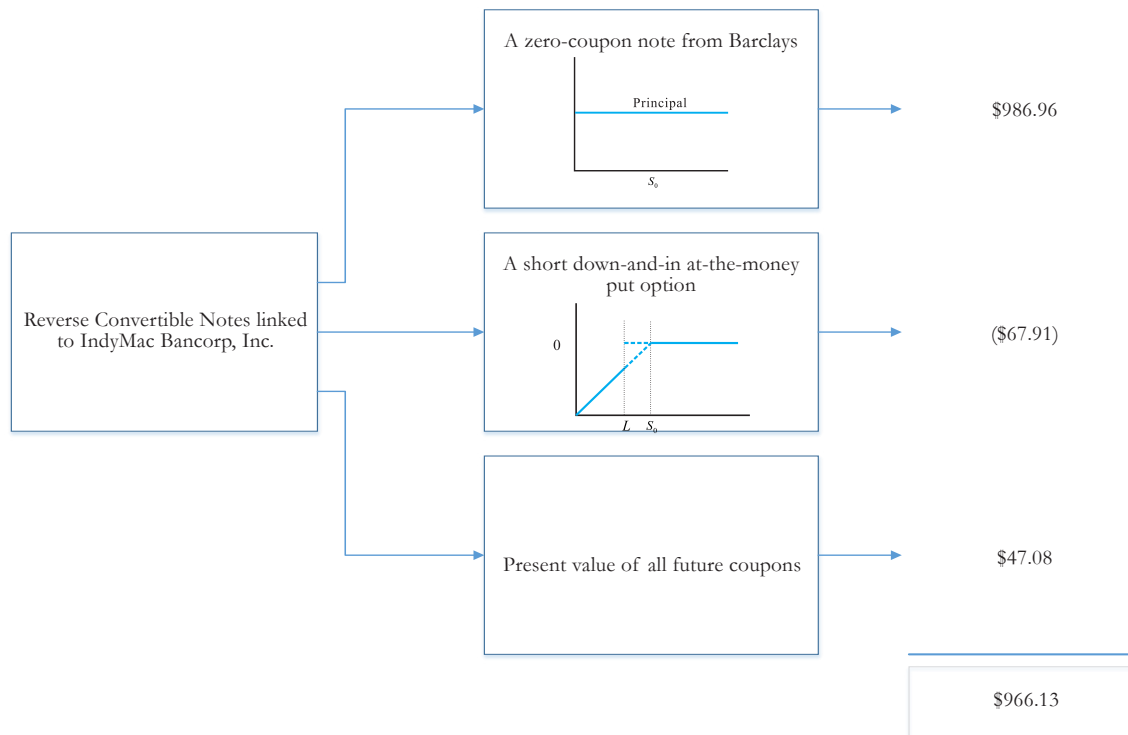 A zero-coupon note from Barclays
Principal
S₀
$986.96
Reverse Convertible Notes linked
to IndyMac Bancorp, Inc.
A short down-and-in at-the-money
put option
0
L S₀
($67.91)
Present value of all future coupons
$47.08
$966.13